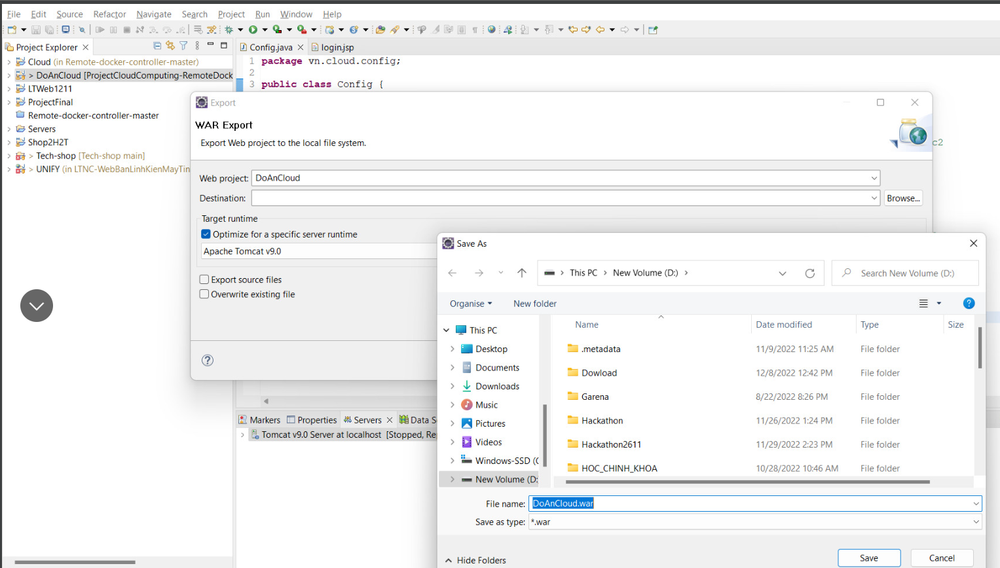 File Edit Source Refactor Navigate Search Project Run Window Help
Project Explorer
Cloud (in Remote-docker-controller-master)
> DoAnCloud [ProjectCloudComputing-RemoteDock
LTWeb1211
ProjectFinal
Remote-docker-controller-master
Servers
Shop2H2T
> Tech-shop [Tech-shop main]
> UNIFY (in LTNC-WebBanLinhKienMayTin
Config.java login.jsp
1 package vn.cloud.config;
2
3 public class Config {
c2
Export
WAR Export
Export Web project to the local file system.
Web project: DoAnCloud
Destination: Browse...
Target runtime
Optimize for a specific server runtime
Apache Tomcat v9.0
Export source files
Overwrite existing file
Markers Properties Servers Data S
Tomcat v9.0 Server at localhost [Stopped, Re
Save As
This PC > New Volume (D:) >
Search New Volume (D:)
Organise New folder
This PC
Desktop
Documents
Downloads
Music
Pictures
Videos
Windows-SSD (C
New Volume (D:
Name Date modified Type Size
.metadata 11/9/2022 11:25 AM File folder
Dowload 12/8/2022 12:42 PM File folder
Garena 8/22/2022 8:26 PM File folder
Hackathon 11/26/2022 1:24 PM File folder
Hackathon2611 11/29/2022 2:23 PM File folder
HOC_CHINH_KHOA 10/28/2022 10:46 AM File folder
File name: DoAnCloud.war
Save as type: *.war
Hide Folders
Save Cancel